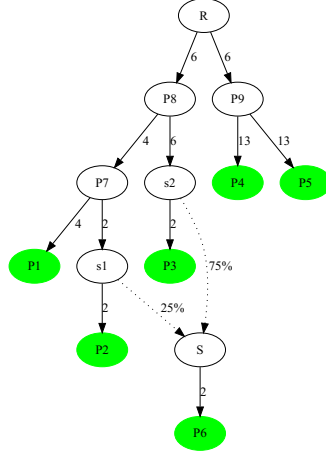 R
6 6
P8 P9
4 6 13 13
P7 s2 P4 P5
4 2 2 75%
P1 s1 P3
2 25%
P2 S
2
P6